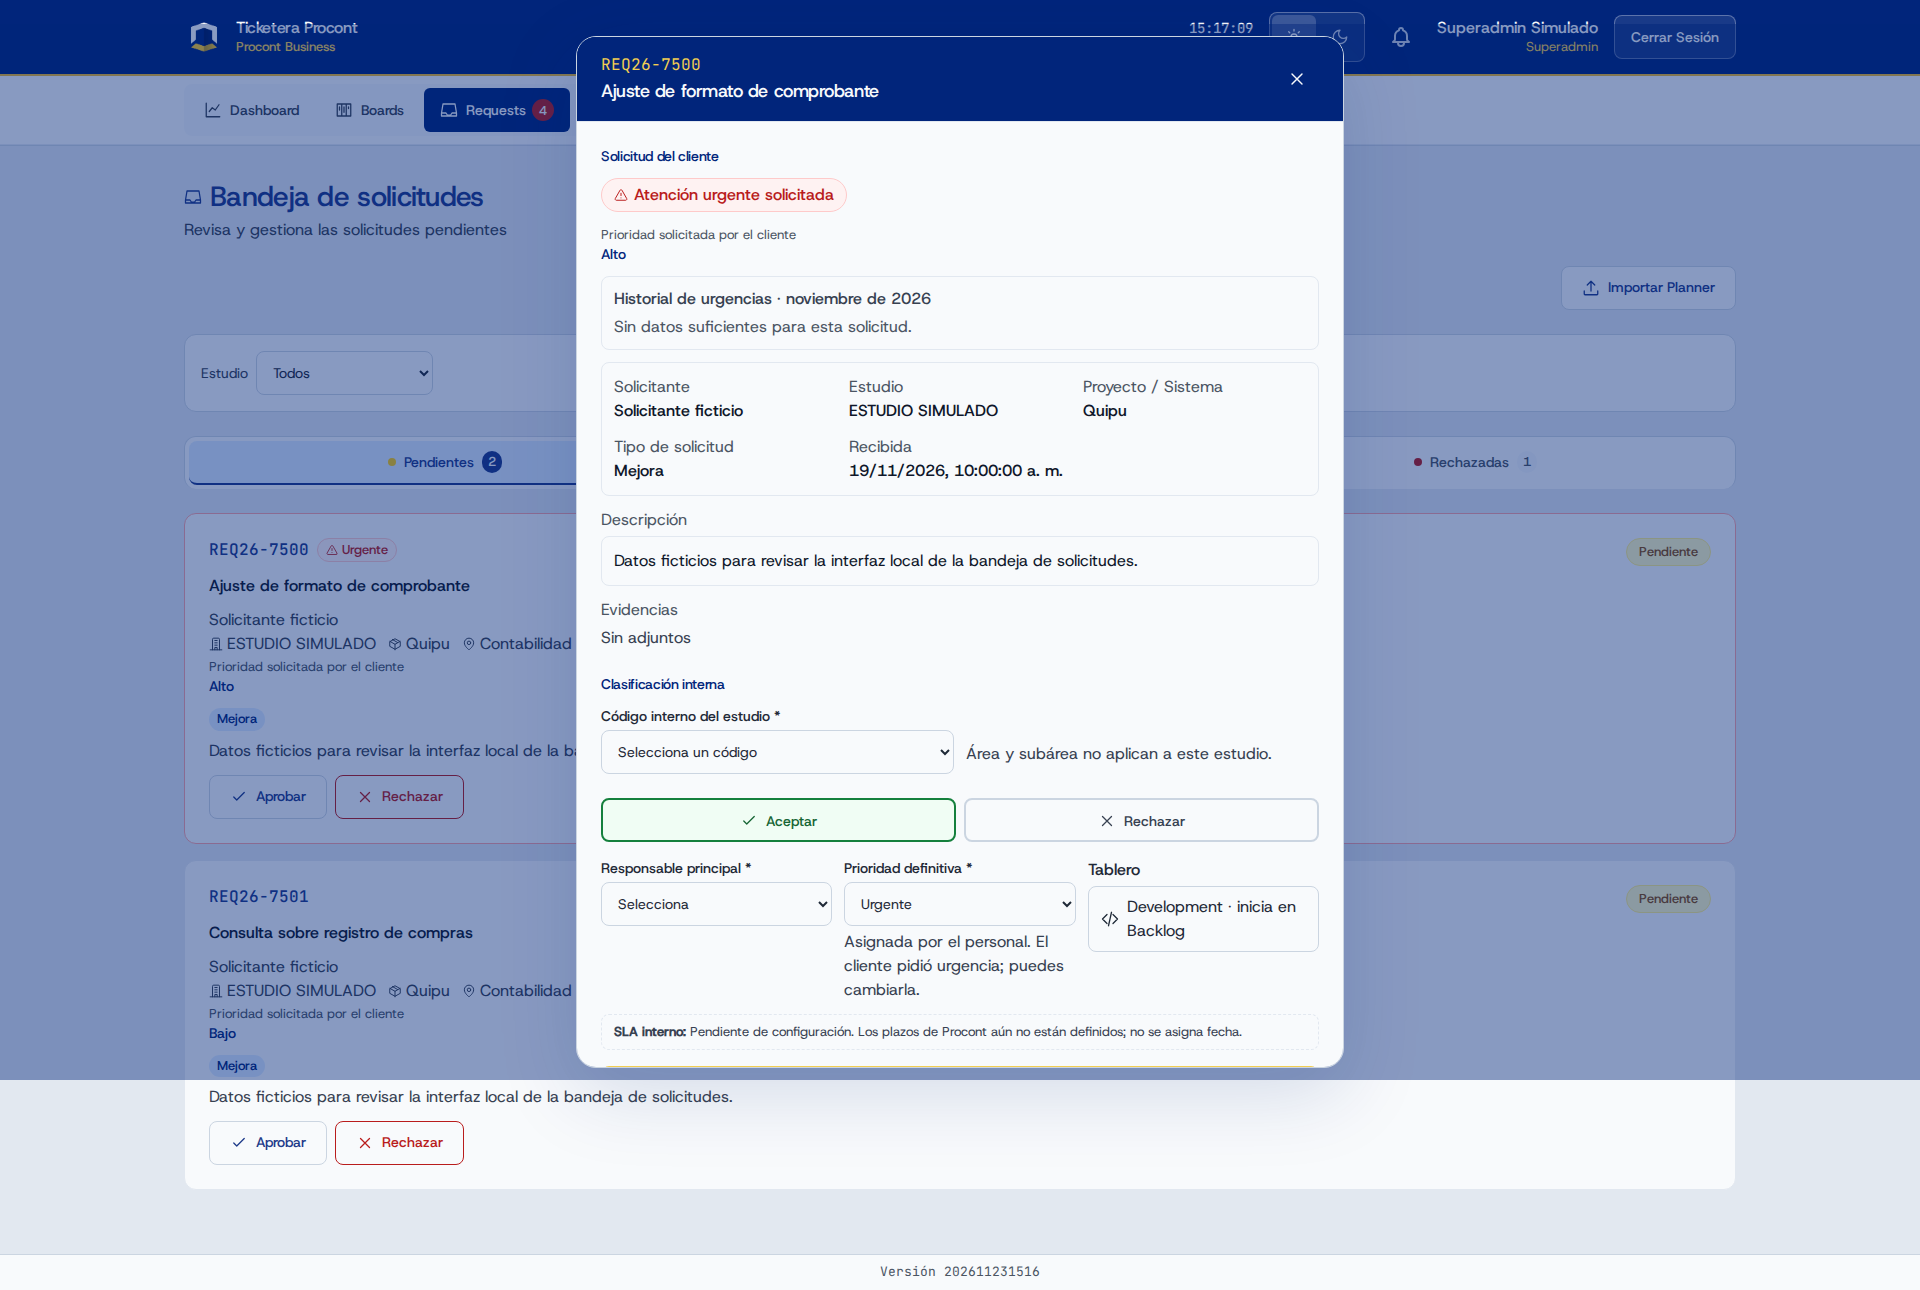 Ticketera Procont
Procont Business
15:17:09
Superadmin Simulado
Superadmin
Cerrar Sesión
Dashboard
Boards
Requests 4
Bandeja de solicitudes
Revisa y gestiona las solicitudes pendientes
Importar Planner
Estudio
Todos
Pendientes 2
Rechazadas 1
REQ26-7500
Urgente
Pendiente
Ajuste de formato de comprobante
Solicitante ficticio
ESTUDIO SIMULADO Quipu Contabilidad
Prioridad solicitada por el cliente
Alto
Mejora
Datos ficticios para revisar la interfaz local de la
Aprobar
Rechazar
REQ26-7501
Pendiente
Consulta sobre registro de compras
Solicitante ficticio
ESTUDIO SIMULADO Quipu Contabilidad
Prioridad solicitada por el cliente
Bajo
Mejora
Datos ficticios para revisar la interfaz local de la bandeja de solicitudes.
Aprobar
Rechazar
REQ26-7500
Ajuste de formato de comprobante
Solicitud del cliente
Atención urgente solicitada
Prioridad solicitada por el cliente
Alto
Historial de urgencias · noviembre de 2026
Sin datos suficientes para esta solicitud.
Solicitante
Estudio
Proyecto / Sistema
Solicitante ficticio
ESTUDIO SIMULADO
Quipu
Tipo de solicitud
Recibida
Mejora
19/11/2026, 10:00:00 a. m.
Descripción
Datos ficticios para revisar la interfaz local de la bandeja de solicitudes.
Evidencias
Sin adjuntos
Clasificación interna
Código interno del estudio *
Selecciona un código
Área y subárea no aplican a este estudio.
Aceptar
Rechazar
Responsable principal *
Selecciona
Prioridad definitiva *
Urgente
Asignada por el personal. El
cliente pidió urgencia; puedes
cambiarla.
Tablero
Development · inicia en
Backlog
SLA interno: Pendiente de configuración. Los plazos de Procont aún no están definidos; no se asigna fecha.
Versión 202611231516